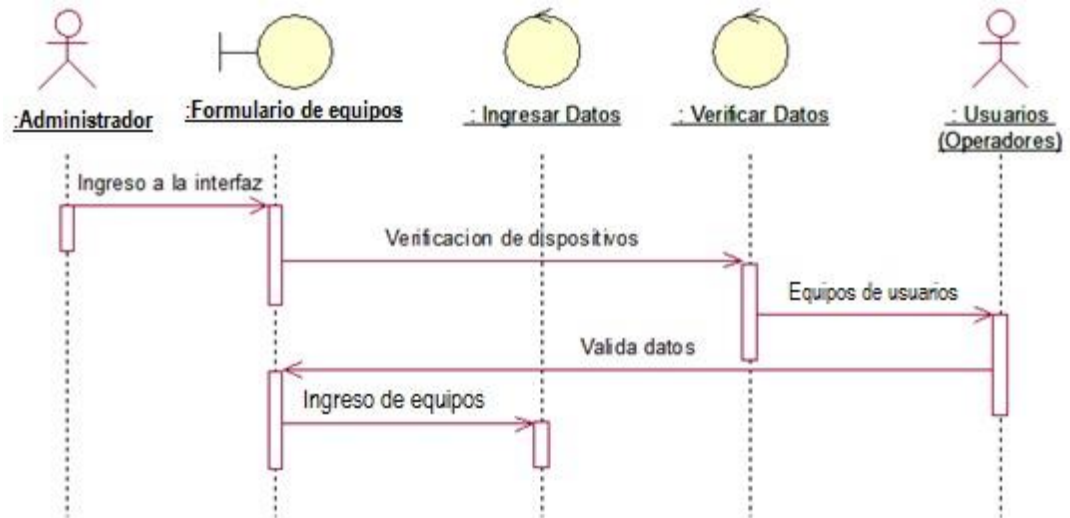 :Administrador
:Formulario de equipos
: Ingresar Datos
: Verificar Datos
: Usuarios
(Operadores)
Ingreso a la interfaz
Verificacion de dispositivos
Equipos de usuarios
Valida datos
Ingreso de equipos